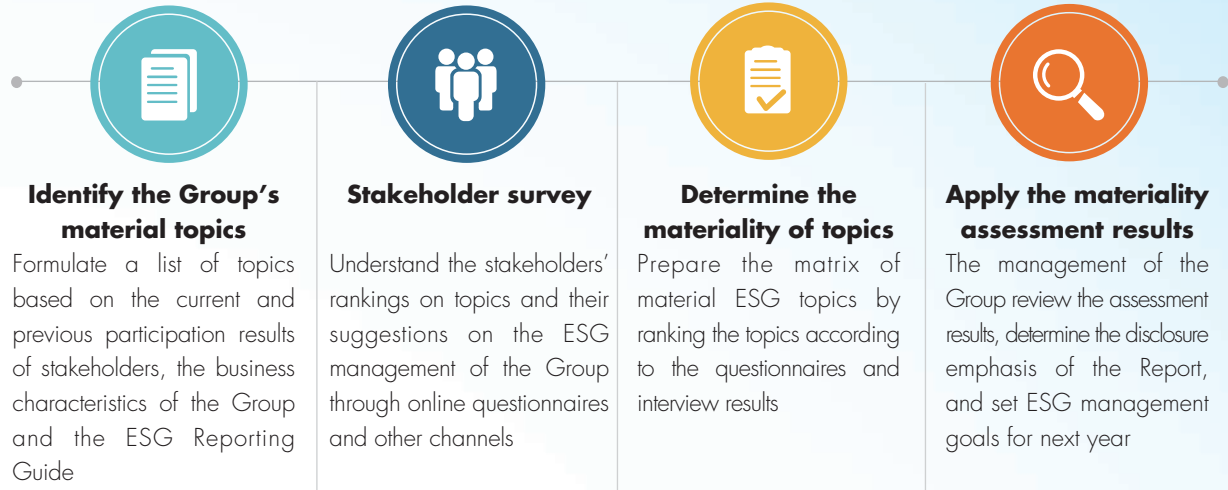 Identify the Group's
material topics
Formulate a list of topics
based on the current and
previous participation results
of stakeholders, the business
characteristics of the Group
and the ESG Reporting
Guide
Stakeholder survey
Understand the stakeholders'
rankings on topics and their
suggestions on the ESG
management of the Group
through online questionnaires
and other channels
Determine the
materiality of topics
Prepare the matrix of
material ESG topics by
ranking the topics according
to the questionnaires and
interview results
Apply the materiality
assessment results
The management of the
Group review the assessment
results, determine the disclosure
emphasis of the Report,
and set ESG management
goals for next year